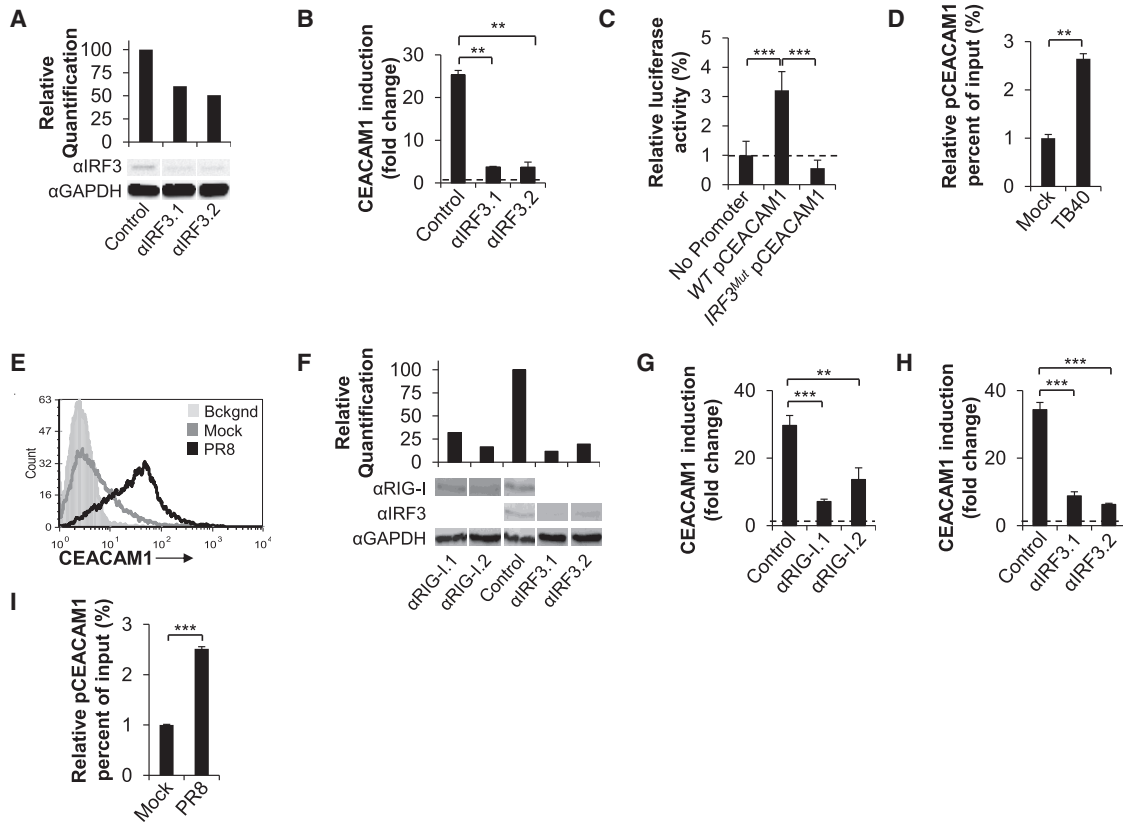 A
Relative
Quantification
100
75
50
25
0
αIRF3
αGAPDH
Control
αIRF3.1
αIRF3.2
B
CEACAM1 induction
(fold change)
30
20
10
0
**
**
Control
αIRF3.1
αIRF3.2
C
Relative luciferase
activity (%)
5
4
3
2
1
0
*** ***
No Promoter
WT pCEACAM1
IRF3Mut pCEACAM1
D
Relative pCEACAM1
percent of input (%)
3
2
1
0
**
Mock
TB40
E
Count
63
47
32
16
0
10⁰ 10¹ 10² 10³ 10⁴
CEACAM1
Bckgnd
Mock
PR8
F
Relative
Quantification
100
75
50
25
0
αRIG-I
αIRF3
αGAPDH
αRIG-I.1
αRIG-I.2
Control
αIRF3.1
αIRF3.2
G
CEACAM1 induction
(fold change)
40
20
0
**
***
Control
αRIG-I.1
αRIG-I.2
H
CEACAM1 induction
(fold change)
40
30
20
10
0
***
***
Control
αIRF3.1
αIRF3.2
I
Relative pCEACAM1
percent of input (%)
3
2
1
0
***
Mock
PR8